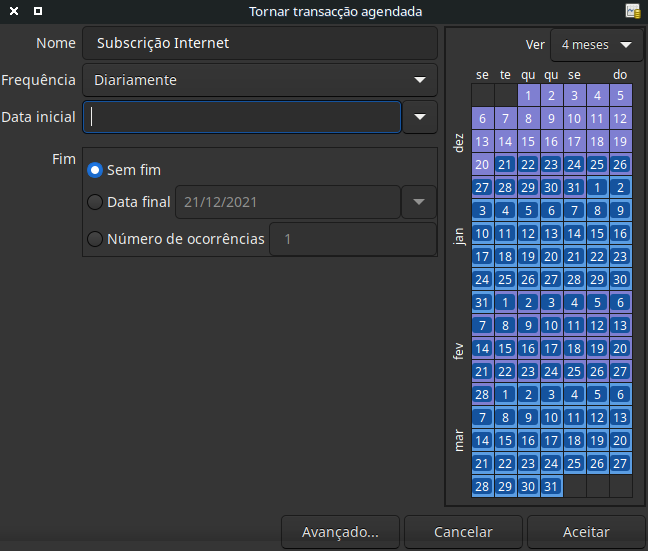 Tornar transacção agendada
Nome Subscrição Internet
Frequência Diariamente
Data inicial
Fim
Sem fim
Data final 21/12/2021
Número de ocorrências 1
Ver 4 meses
se te qu qu se do
1 2 3 4 5
6 7 8 9 10 11 12
dez
13 14 15 16 17 18 19
20 21 22 23 24 25 26
27 28 29 30 31 1 2
3 4 5 6 7 8 9
jan
10 11 12 13 14 15 16
17 18 19 20 21 22 23
24 25 26 27 28 29 30
31 1 2 3 4 5 6
7 8 9 10 11 12 13
fev
14 15 16 17 18 19 20
21 22 23 24 25 26 27
28 1 2 3 4 5 6
7 8 9 10 11 12 13
mar
14 15 16 17 18 19 20
21 22 23 24 25 26 27
28 29 30 31
Avançado... Cancelar Aceitar